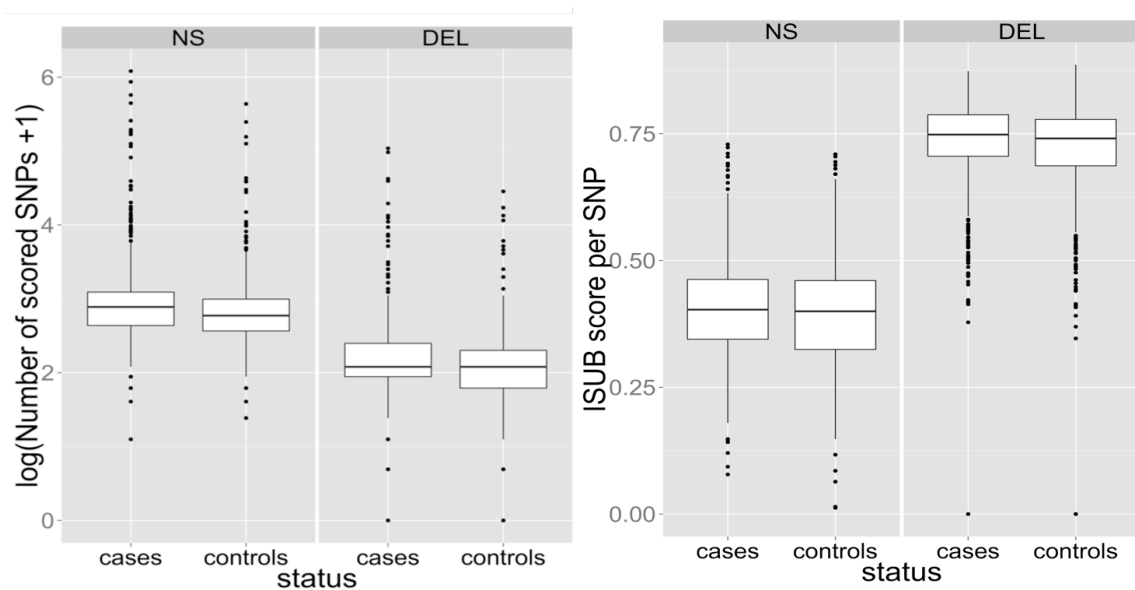 NS DEL
log(Number of scored SNPs +1)
6
4
2
0
cases controls cases controls
status
NS DEL
ISUB score per SNP
0.75
0.50
0.25
0.00
cases controls cases controls
status